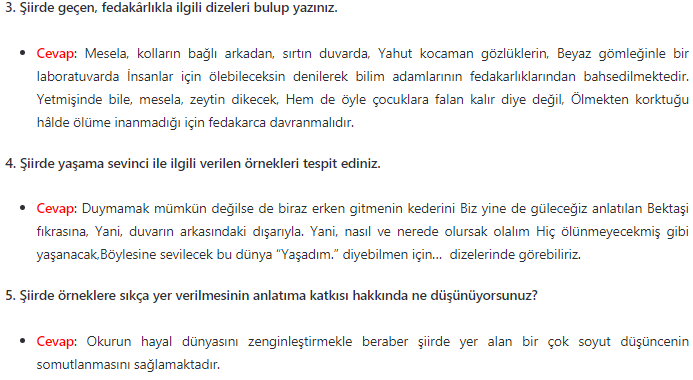 3. Şiirde geçen, fedakârlıkla ilgili dizeleri bulup yazınız.
• Cevap: Mesela, kolların bağlı arkadan, sırtın duvarda, Yahut kocaman gözlüklerin, Beyaz gömleğinle bir
laboratuvarda İnsanlar için ölebileceksin denilerek bilim adamlarının fedakarlıklarından bahsedilmektedir.
Yetmişinde bile, mesela, zeytin dikecek, Hem de öyle çocuklara falan kalır diye değil, Ölmekten korktuğu
hâlde ölüme inanmadığı için fedakarca davranmalıdır.
4. Şiirde yaşama sevinci ile ilgili verilen örnekleri tespit ediniz.
• Cevap: Duymamak mümkün değilse de biraz erken gitmenin kederini Biz yine de güleceğiz anlatılan Bektaşi
fıkrasına, Yani, duvarın arkasındaki dışarıyla. Yani, nasıl ve nerede olursak olalım Hiç ölünmeyecekmiş gibi
yaşanacak,Böylesine sevilecek bu dünya “Yaşadım.” diyebilmen için… dizelerinde görebiliriz.
5. Şiirde örneklere sıkça yer verilmesinin anlatıma katkısı hakkında ne düşünüyorsunuz?
• Cevap: Okurun hayal dünyasını zenginleştirmekle beraber şiirde yer alan bir çok soyut düşüncenin
somutlanmasını sağlamaktadır.